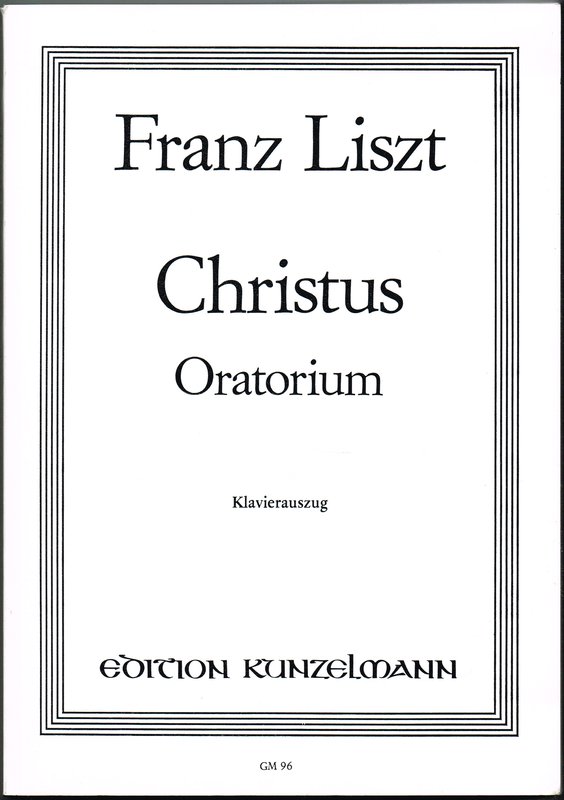 Franz Liszt
Christus
Oratorium
Klavierauszug
EDITION KUNZELMANN
GM 96